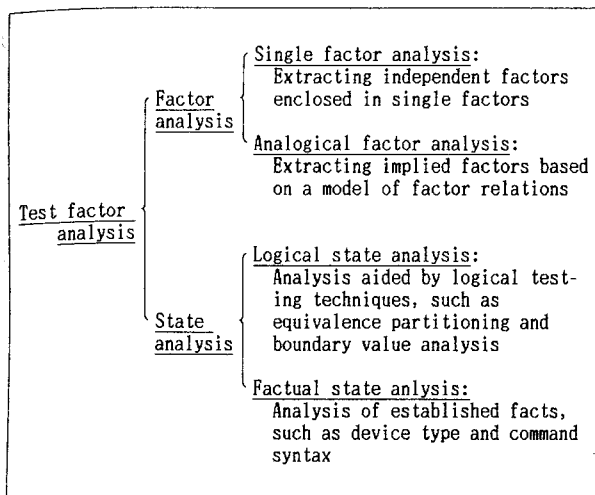 Single factor analysis:
Extracting independent factors
enclosed in single factors
Factor
analysis
Analogical factor analysis:
Extracting implied factors based
on a model of factor relations
Test factor
analysis
Logical state analysis:
Analysis aided by logical test-
ing techniques, such as
equivalence partitioning and
boundary value analysis
State
analysis
Factual state anlysis:
Analysis of established facts,
such as device type and command
syntax